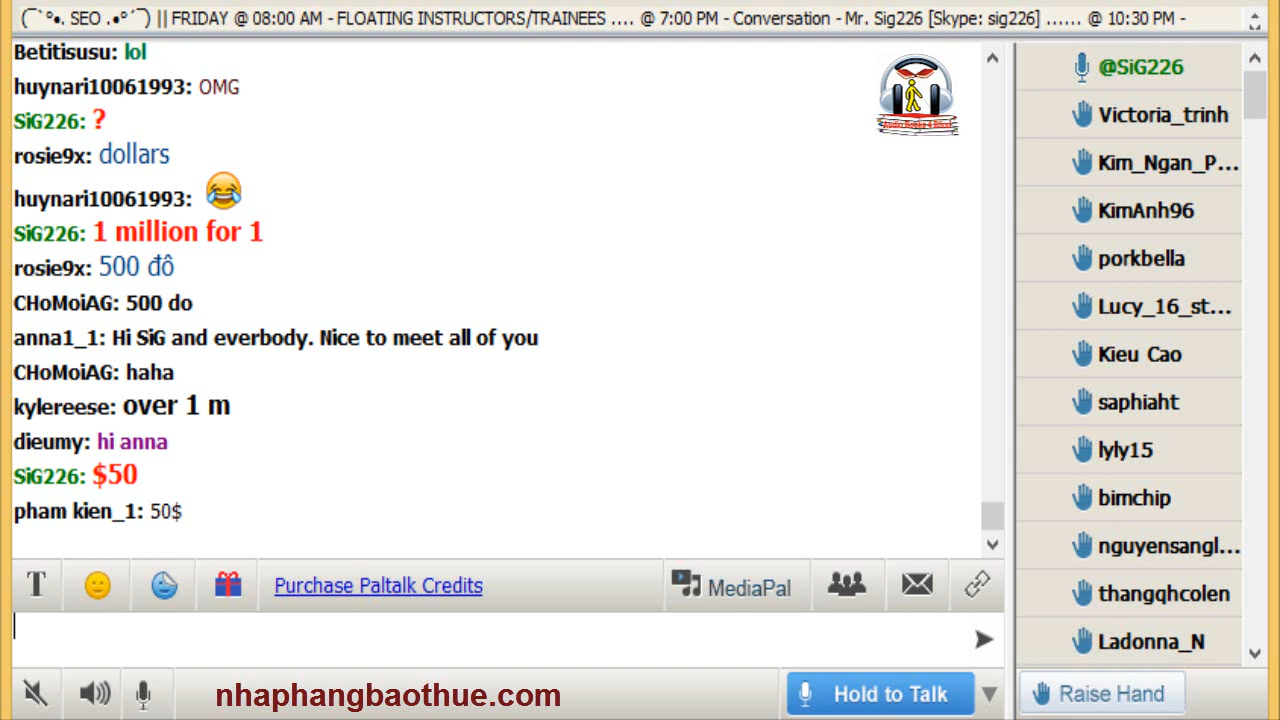 (¯`°•. SEO .•°´¯) || FRIDAY @ 08:00 AM - FLOATING INSTRUCTORS/TRAINEES .... @ 7:00 PM - Conversation - Mr. Sig226 [Skype: sig226] ...... @ 10:30 PM -
Betitisusu: lol
huynari10061993: OMG
SiG226: ?
rosie9x: dollars
huynari10061993: 😂
SiG226: 1 million for 1
rosie9x: 500 đô
CHoMoiAG: 500 do
anna1_1: Hi SiG and everbody. Nice to meet all of you
CHoMoiAG: haha
kylereese: over 1 m
dieumy: hi anna
SiG226: $50
pham kien_1: 50$
T
Purchase Paltalk Credits
MediaPal
nhaphangbaothue.com
Hold to Talk
@SiG226
Victoria_trinh
Kim_Ngan_P...
KimAnh96
porkbella
Lucy_16_st...
Kieu Cao
saphiaht
lyly15
bimchip
nguyensangl...
thangqhcolen
Ladonna_N
Raise Hand